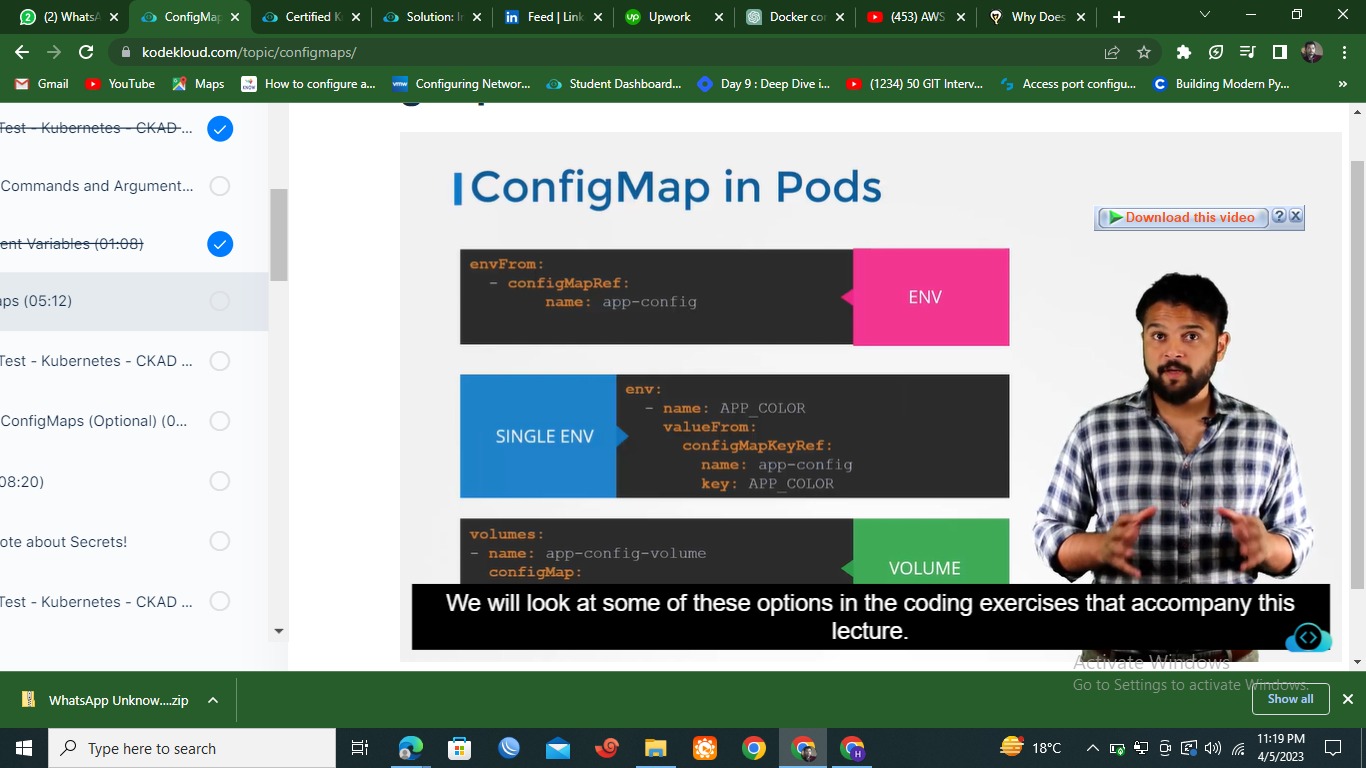 (2) WhatsA
ConfigMap
Certified K
Solution: I
Feed | Link
Upwork
Docker co
(453) AWS
Why Does
kodekloud.com/topic/configmaps/
Gmail
YouTube
Maps
How to configure a...
Configuring Networ...
Student Dashboard...
Day 9 : Deep Dive i...
(1234) 50 GIT Interv...
Access port configu...
Building Modern Py...
»
Test - Kubernetes - CKAD ...
Commands and Argument...
ent Variables (01:08)
aps (05:12)
Test - Kubernetes - CKAD ...
ConfigMaps (Optional) (0...
08:20)
ote about Secrets!
Test - Kubernetes - CKAD ...
ConfigMap in Pods
Download this video
envFrom:
- configMapRef:
name: app-config
ENV
SINGLE ENV
env:
- name: APP_COLOR
valueFrom:
configMapKeyRef:
name: app-config
key: APP_COLOR
volumes:
- name: app-config-volume
configMap:
VOLUME
We will look at some of these options in the coding exercises that accompany this
lecture.
Activate Windows
Go to Settings to activate Windows.
WhatsApp Unknow....zip
Show all
Type here to search
18°C
11:19 PM
4/5/2023